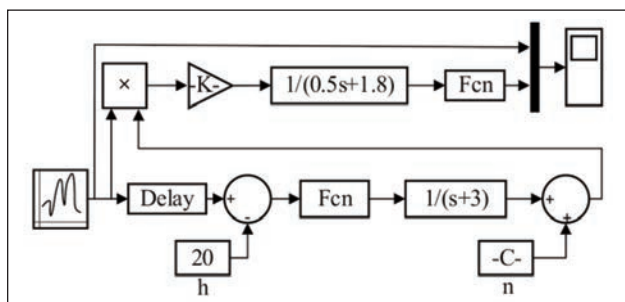 ×
-K-
1/(0.5s+1.8)
Fcn
Delay
+
-
Fcn
1/(s+3)
+
+
20
h
-C-
n